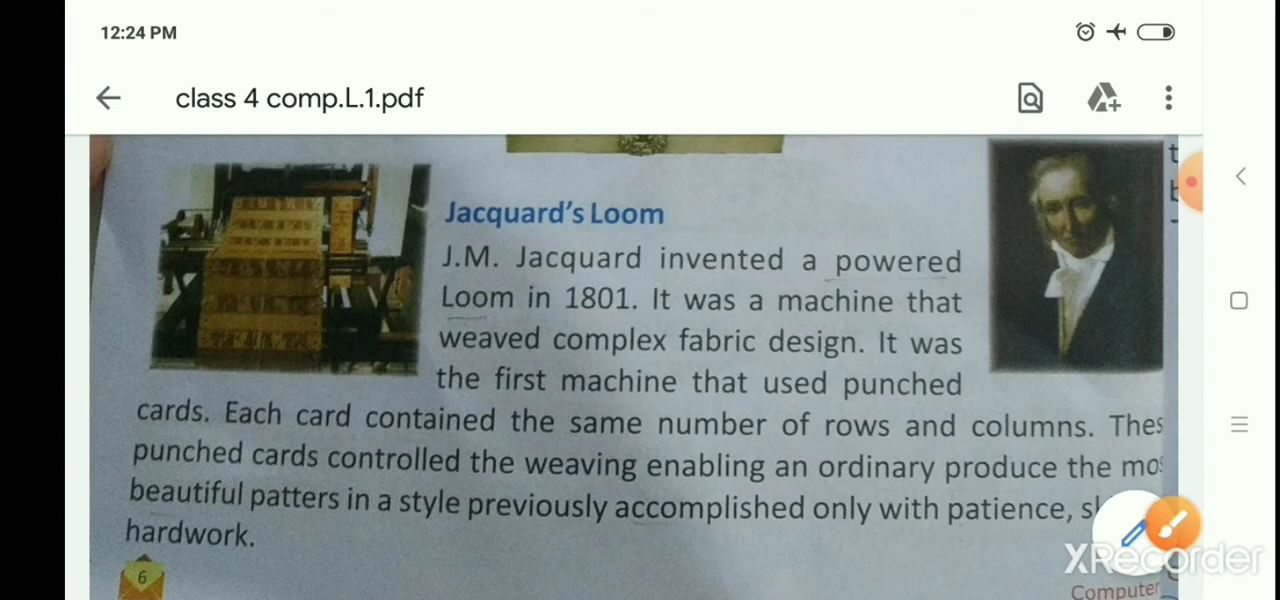 12:24 PM
class 4 comp.L.1.pdf
Jacquard's Loom
J.M. Jacquard invented a powered
Loom in 1801. It was a machine that
weaved complex fabric design. It was
the first machine that used punched
cards. Each card contained the same number of rows and columns. Thes
punched cards controlled the weaving enabling an ordinary produce the mos
beautiful patters in a style previously accomplished only with patience,
hardwork.
6
Computer
XRecorder